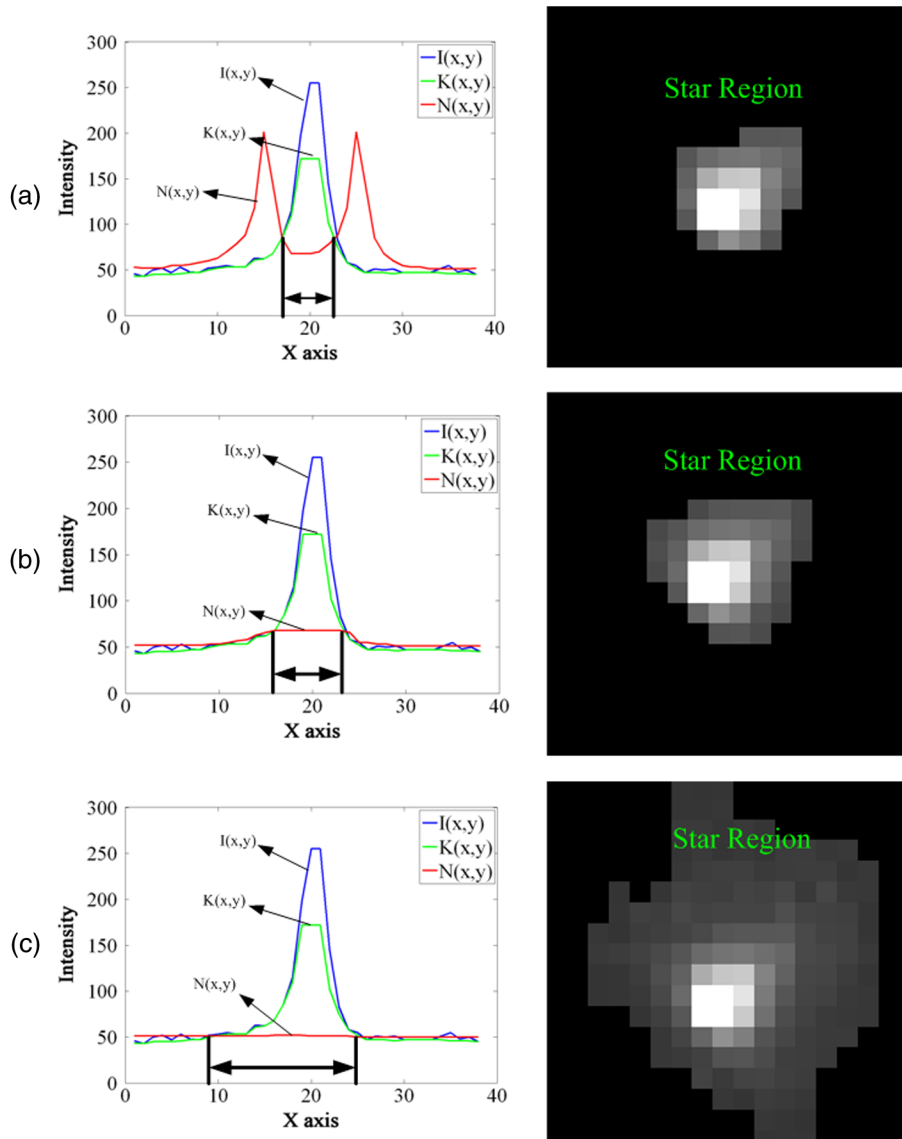 (a)
300
250
200
150
100
50
0
Intensity
0 10 20 30 40
X axis
I(x,y)
K(x,y)
N(x,y)
I(x,y)
K(x,y)
N(x,y)
Star Region
(b)
300
250
200
150
100
50
0
Intensity
0 10 20 30 40
X axis
I(x,y)
K(x,y)
N(x,y)
I(x,y)
K(x,y)
N(x,y)
Star Region
(c)
300
250
200
150
100
50
0
Intensity
0 10 20 30 40
X axis
I(x,y)
K(x,y)
N(x,y)
I(x,y)
K(x,y)
N(x,y)
Star Region